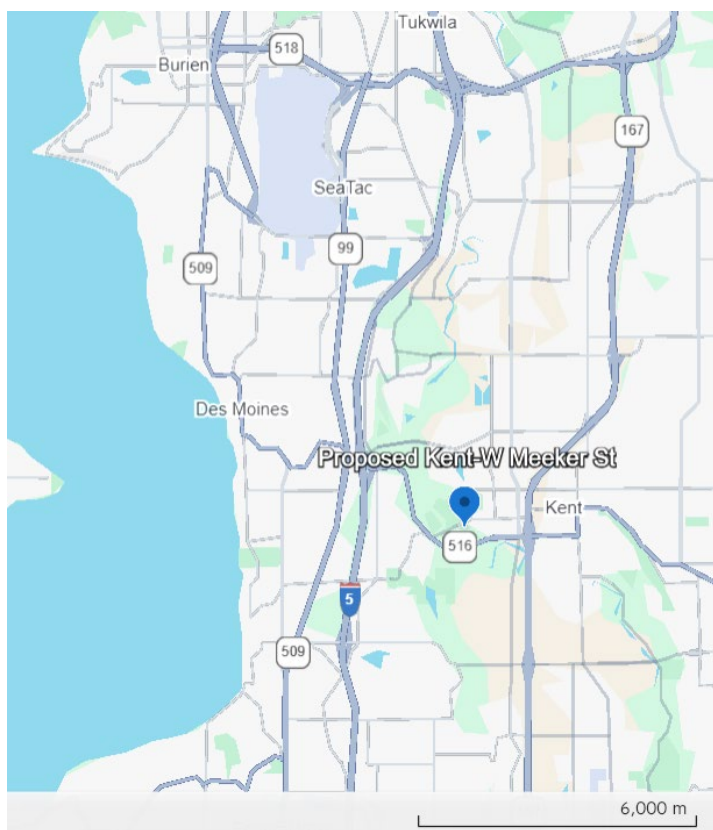 Tukwila
518
Burien
167
SeaTac
99
509
Des Moines
Proposed Kent-W Meeker St
Kent
516
5
509
6,000 m